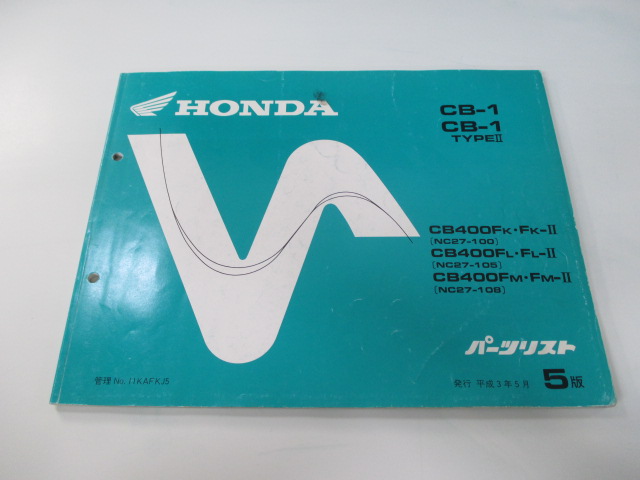 HONDA
CB-1
CB-1
TYPEⅡ
CB400FK・FK-Ⅱ
(NC27-100)
CB400FL・FL-Ⅱ
(NC27-105)
CB400FM・FM-Ⅱ
(NC27-108)
パーツリスト
管理 No. 11KAFKJ5
発行 平成3年5月 5版